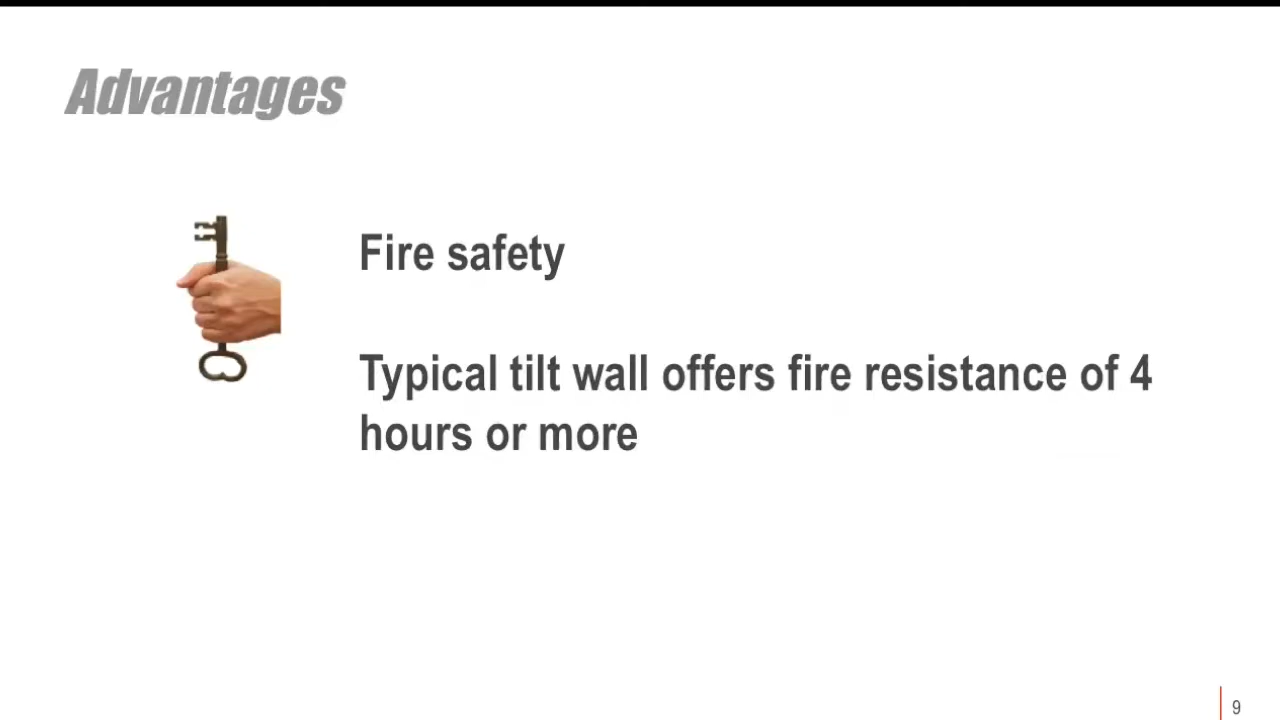 Advantages
Fire safety
Typical tilt wall offers fire resistance of 4
hours or more
9